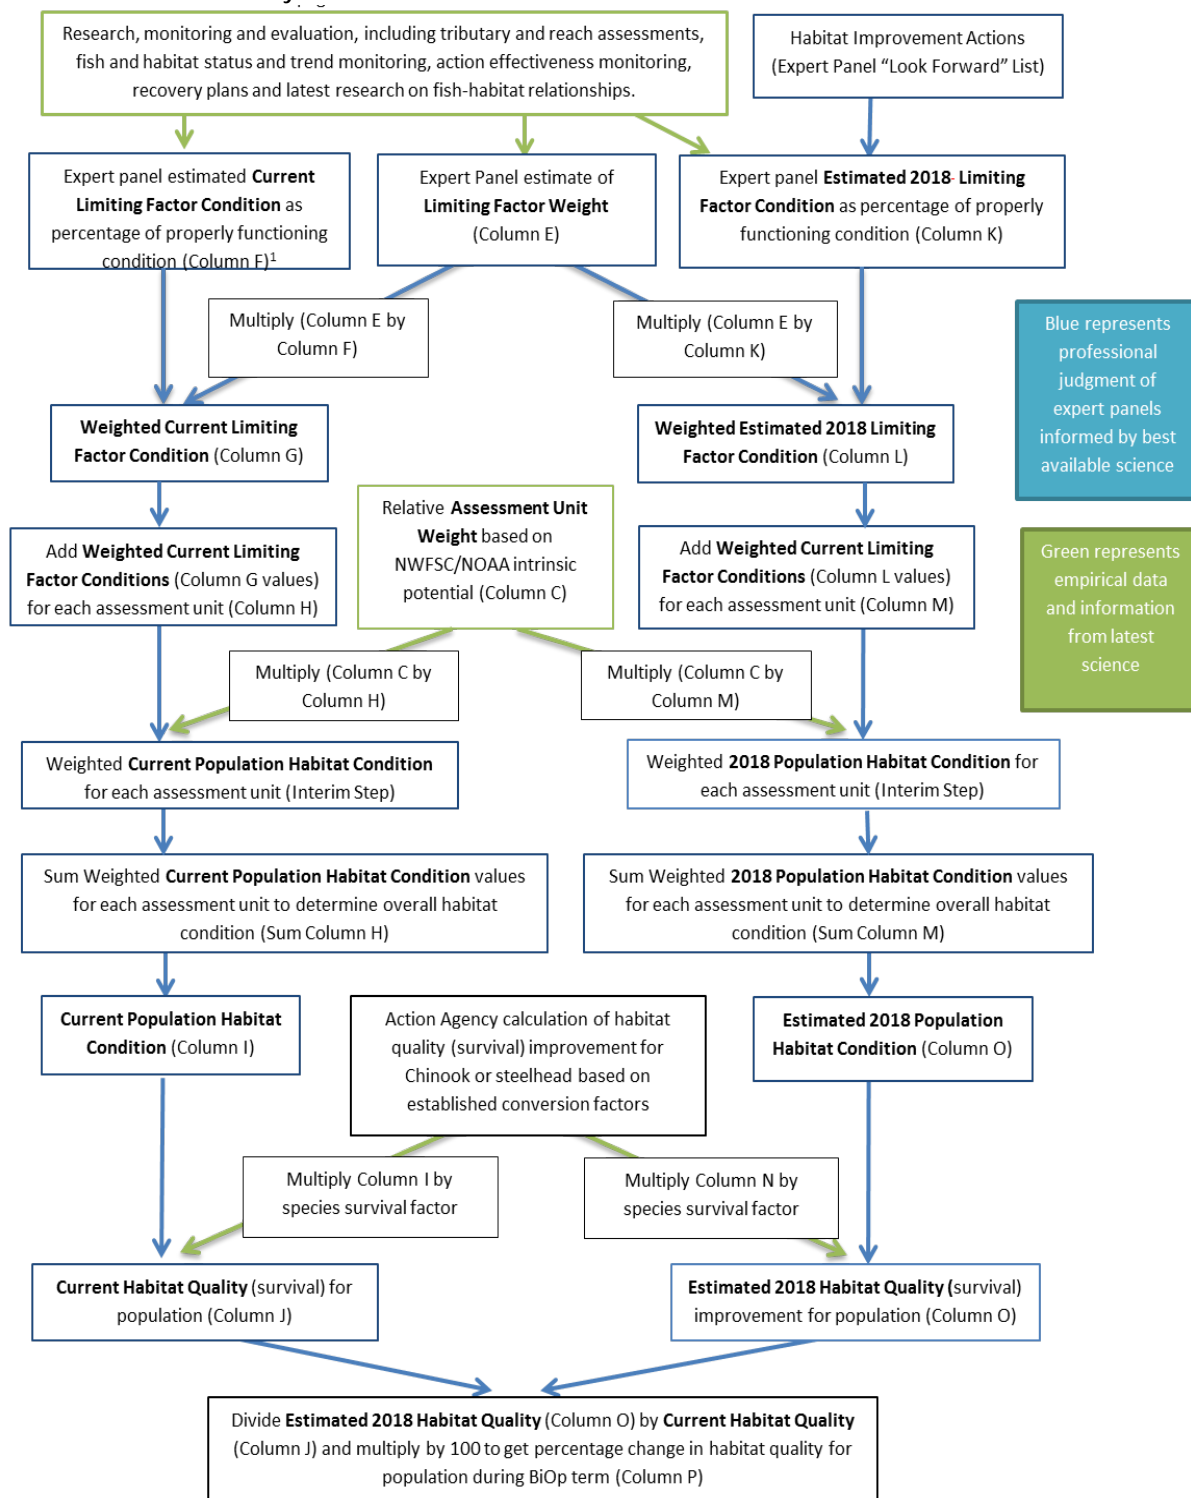 Research, monitoring and evaluation, including tributary and reach assessments,
fish and habitat status and trend monitoring, action effectiveness monitoring,
recovery plans and latest research on fish-habitat relationships.
Habitat Improvement Actions
(Expert Panel “Look Forward” List)
Expert panel estimated Current
Limiting Factor Condition as
percentage of properly functioning
condition (Column F)1
Expert Panel estimate of
Limiting Factor Weight
(Column E)
Expert panel Estimated 2018- Limiting
Factor Condition as percentage of properly
functioning condition (Column K)
Multiply (Column E by
Column F)
Multiply (Column E by
Column K)
Blue represents
professional
judgment of
expert panels
informed by best
available science
Weighted Current Limiting
Factor Condition (Column G)
Weighted Estimated 2018 Limiting
Factor Condition (Column L)
Relative Assessment Unit
Weight based on
NWFSC/NOAA intrinsic
potential (Column C)
Add Weighted Current Limiting
Factor Conditions (Column G values)
for each assessment unit (Column H)
Add Weighted Current Limiting
Factor Conditions (Column L values)
for each assessment unit (Column M)
Green represents
empirical data
and information
from latest
science
Multiply (Column C by
Column H)
Multiply (Column C by
Column M)
Weighted Current Population Habitat Condition
for each assessment unit (Interim Step)
Weighted 2018 Population Habitat Condition for
each assessment unit (Interim Step)
Sum Weighted Current Population Habitat Condition values
for each assessment unit to determine overall habitat
condition (Sum Column H)
Sum Weighted 2018 Population Habitat Condition values
for each assessment unit to determine overall habitat
condition (Sum Column M)
Current Population Habitat
Condition (Column I)
Action Agency calculation of habitat
quality (survival) improvement for
Chinook or steelhead based on
established conversion factors
Estimated 2018 Population
Habitat Condition (Column O)
Multiply Column I by
species survival factor
Multiply Column N by
species survival factor
Current Habitat Quality (survival) for
population (Column J)
Estimated 2018 Habitat Quality (survival)
improvement for population (Column O)
Divide Estimated 2018 Habitat Quality (Column O) by Current Habitat Quality
(Column J) and multiply by 100 to get percentage change in habitat quality for
population during BiOp term (Column P)